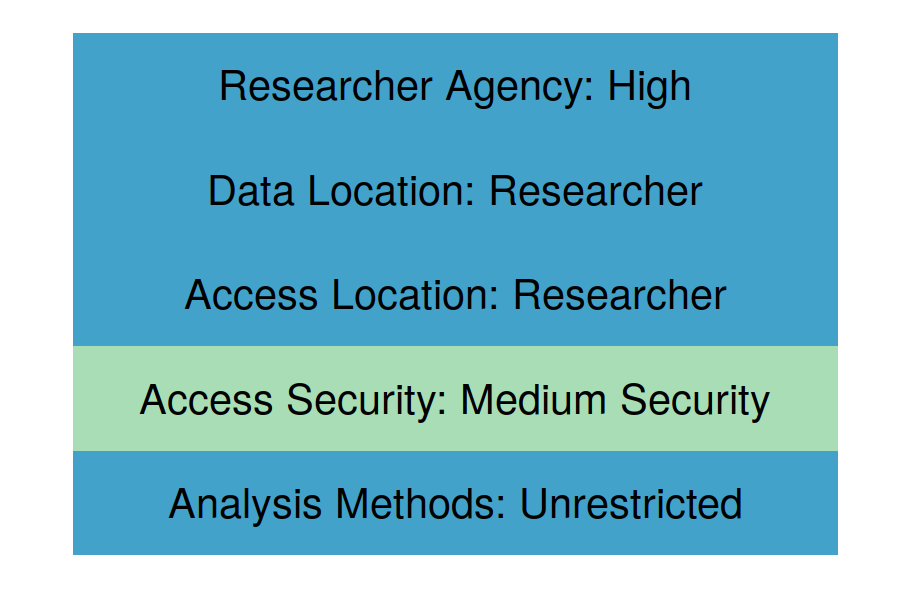 Researcher Agency: High
Data Location: Researcher
Access Location: Researcher
Access Security: Medium Security
Analysis Methods: Unrestricted